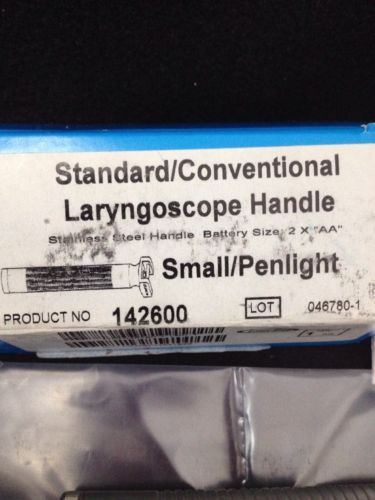 Standard/Conventional
Laryngoscope Handle
Stainless Steel Handle Battery Size: 2 X "AA"
Small/Penlight
PRODUCT NO 142600 LOT 046780-1